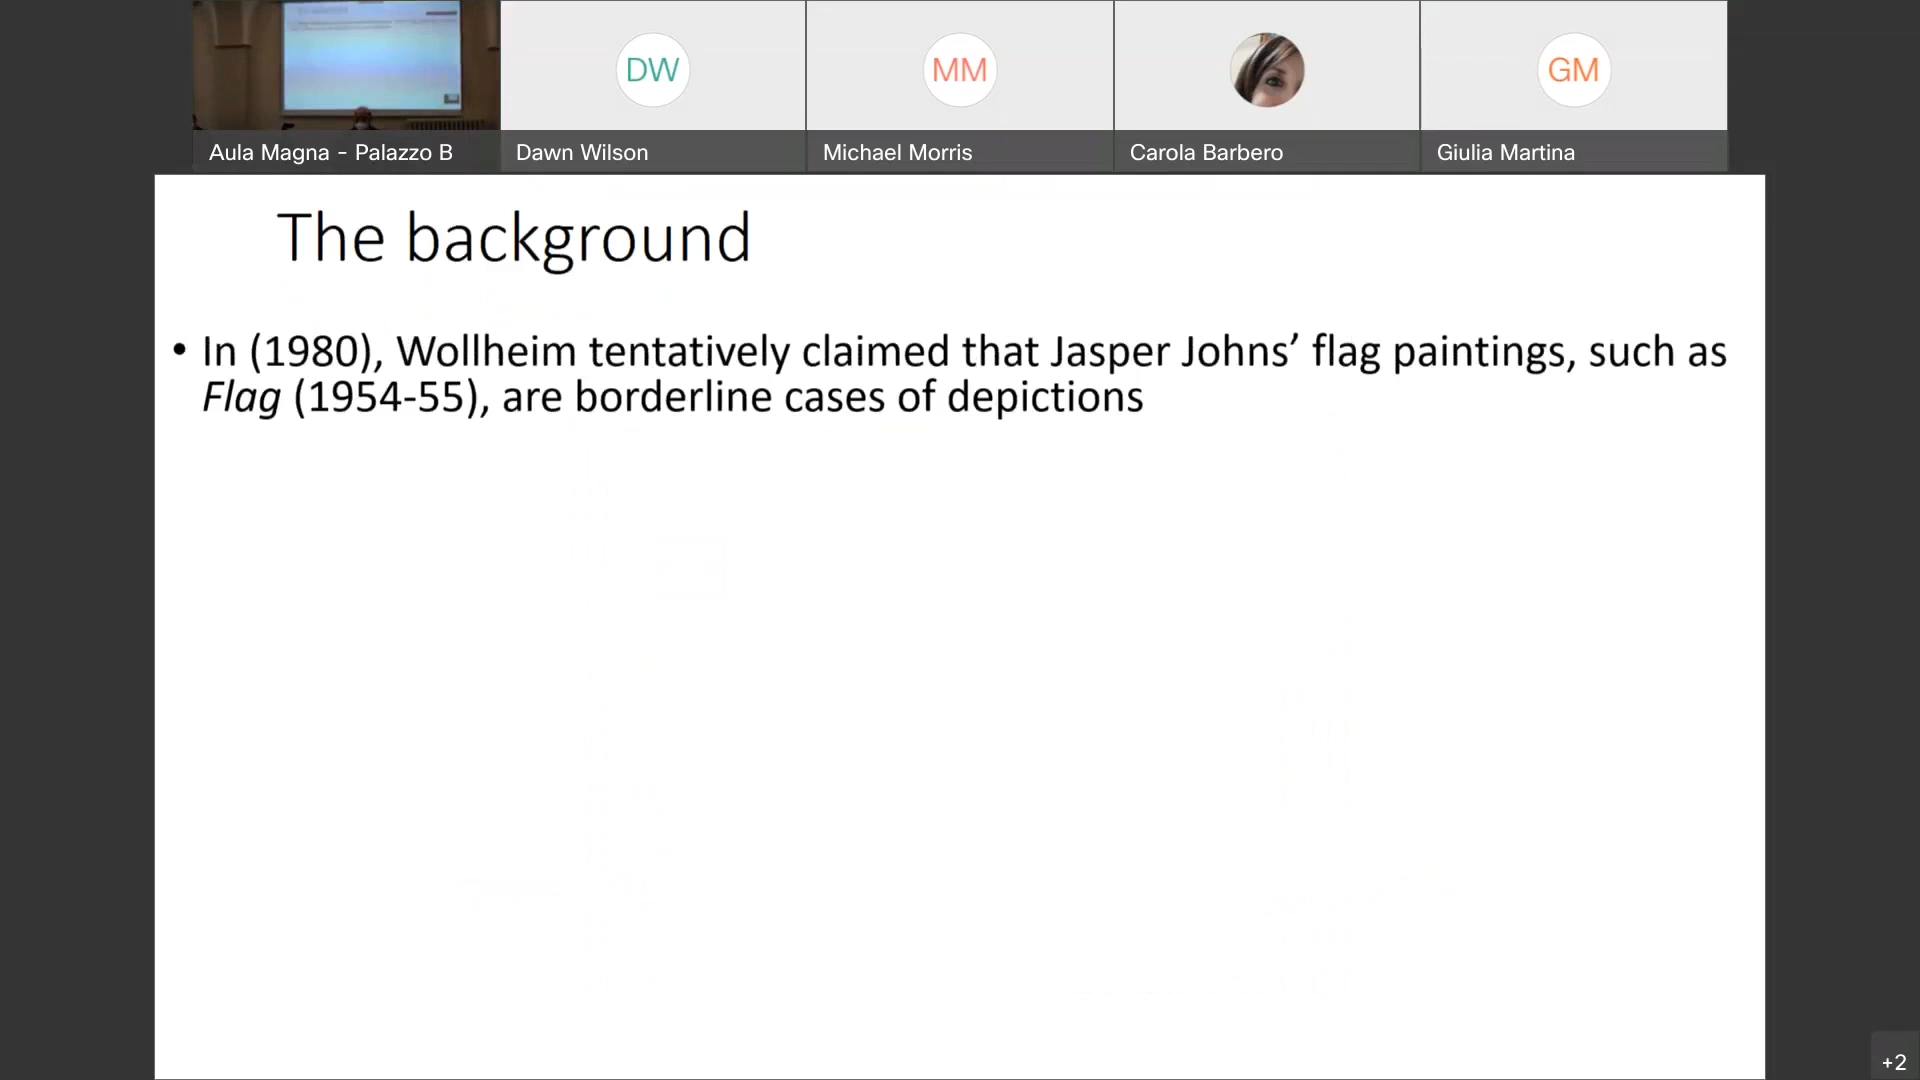 DW
MM
GM
Aula Magna - Palazzo B
Dawn Wilson
Michael Morris
Carola Barbero
Giulia Martina
The background
• In (1980), Wollheim tentatively claimed that Jasper Johns’ flag paintings, such as
Flag (1954-55), are borderline cases of depictions
+2